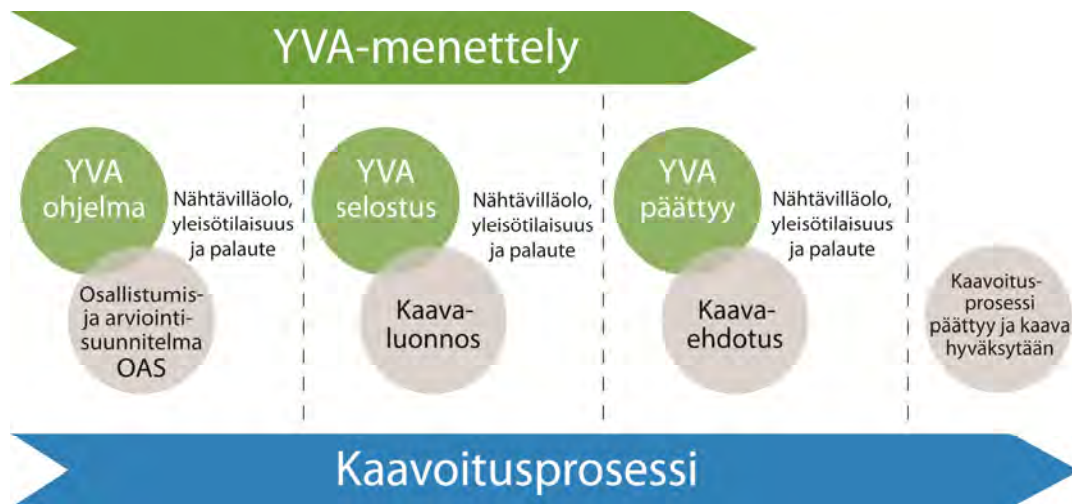 YVA-menettely
YVA
ohjelma
Nähtävilläolo,
yleisötilaisuus
ja palaute
Osallistumis-
ja arviointi-
suunnitelma
OAS
YVA
selostus
Nähtävilläolo,
yleisötilaisuus
ja palaute
Kaava-
luonnos
YVA
päättyy
Nähtävilläolo,
yleisötilaisuus
ja palaute
Kaava-
ehdotus
Kaavoitus-
prosessi
päättyy ja kaava
hyväksytään
Kaavoitusprosessi